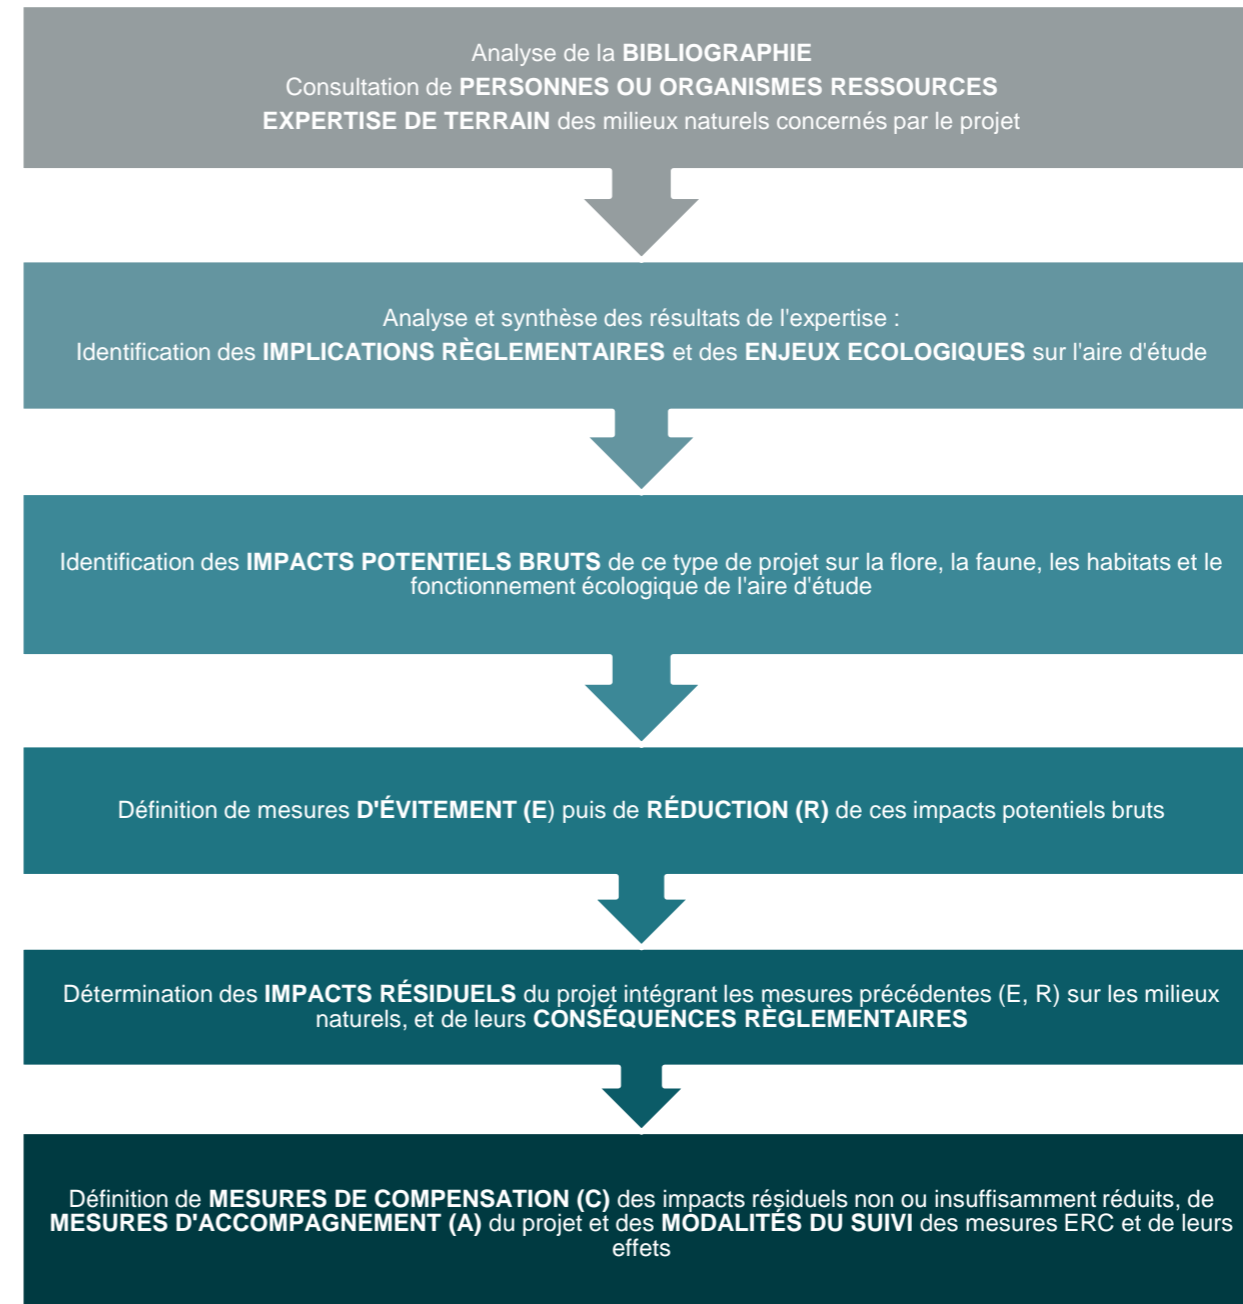 Analyse de la BIBLIOGRAPHIE
Consultation de PERSONNES OU ORGANISMES RESSOURCES
EXPERTISE DE TERRAIN des milieux naturels concernés par le projet
Analyse et synthèse des résultats de l'expertise :
Identification des IMPLICATIONS RÈGLEMENTAIRES et des ENJEUX ECOLOGIQUES sur l'aire d'étude
Identification des IMPACTS POTENTIELS BRUTS de ce type de projet sur la flore, la faune, les habitats et le
fonctionnement écologique de l'aire d'étude
Définition de mesures D'ÉVITEMENT (E) puis de RÉDUCTION (R) de ces impacts potentiels bruts
Détermination des IMPACTS RÉSIDUELS du projet intégrant les mesures précédentes (E, R) sur les milieux
naturels, et de leurs CONSÉQUENCES RÈGLEMENTAIRES
Définition de MESURES DE COMPENSATION (C) des impacts résiduels non ou insuffisamment réduits, de
MESURES D'ACCOMPAGNEMENT (A) du projet et des MODALITÉS DU SUIVI des mesures ERC et de leurs
effets